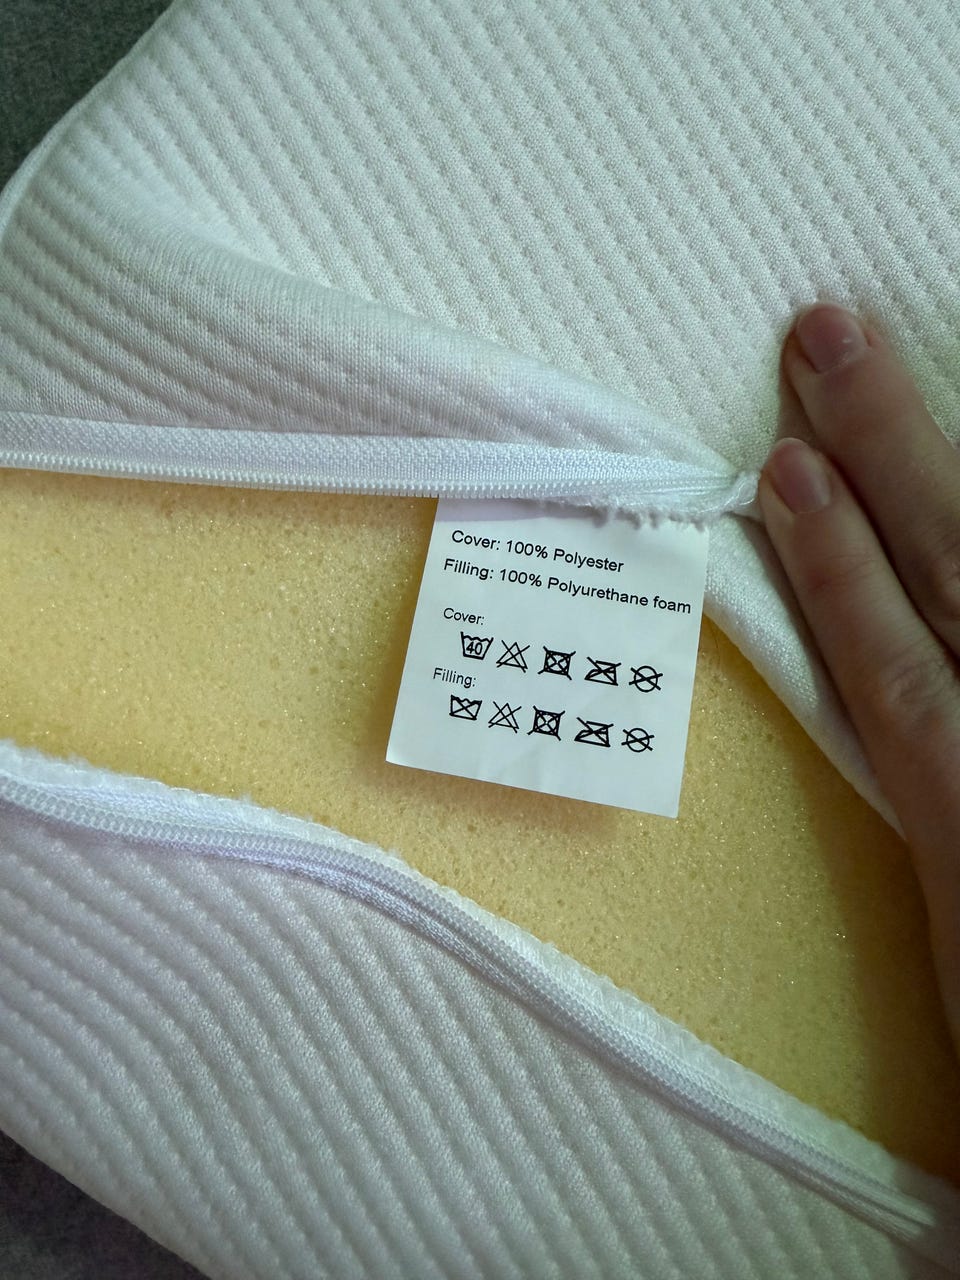 Cover: 100% Polyester
Filling: 100% Polyurethane foam
Cover:
40
Filling: